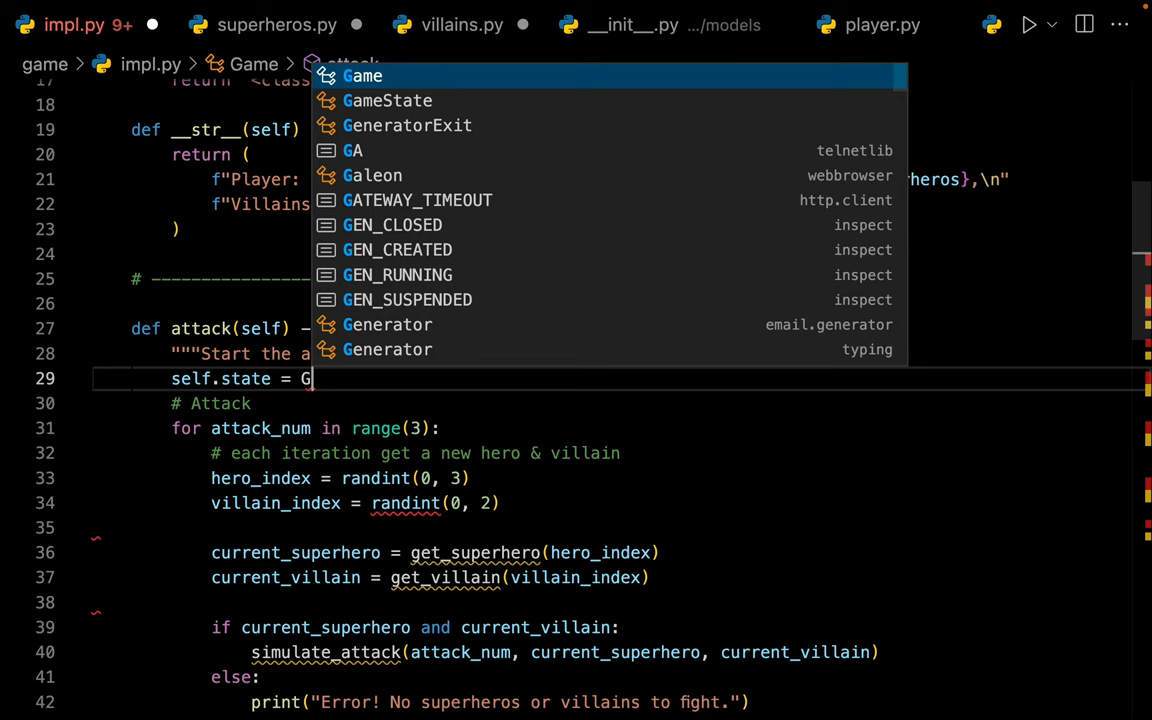 impl.py 9+ superheros.py villains.py __init__.py .../models player.py
game > impl.py > Game > attack
17 return "<class
18
19 def __str__(self)
20 return (
21 f"Player: heros},\n"
22 f"Villains
23 )
24
25 # ----------------
26
27 def attack(self) -
28 """Start the a
29 self.state = G
30 # Attack
31 for attack_num in range(3):
32 # each iteration get a new hero & villain
33 hero_index = randint(0, 3)
34 villain_index = randint(0, 2)
35
36 current_superhero = get_superhero(hero_index)
37 current_villain = get_villain(villain_index)
38
39 if current_superhero and current_villain:
40 simulate_attack(attack_num, current_superhero, current_villain)
41 else:
42 print("Error! No superheros or villains to fight.")
Game
GameState
GeneratorExit
GA telnetlib
Galeon webbrowser
GATEWAY_TIMEOUT http.client
GEN_CLOSED inspect
GEN_CREATED inspect
GEN_RUNNING inspect
GEN_SUSPENDED inspect
Generator email.generator
Generator typing